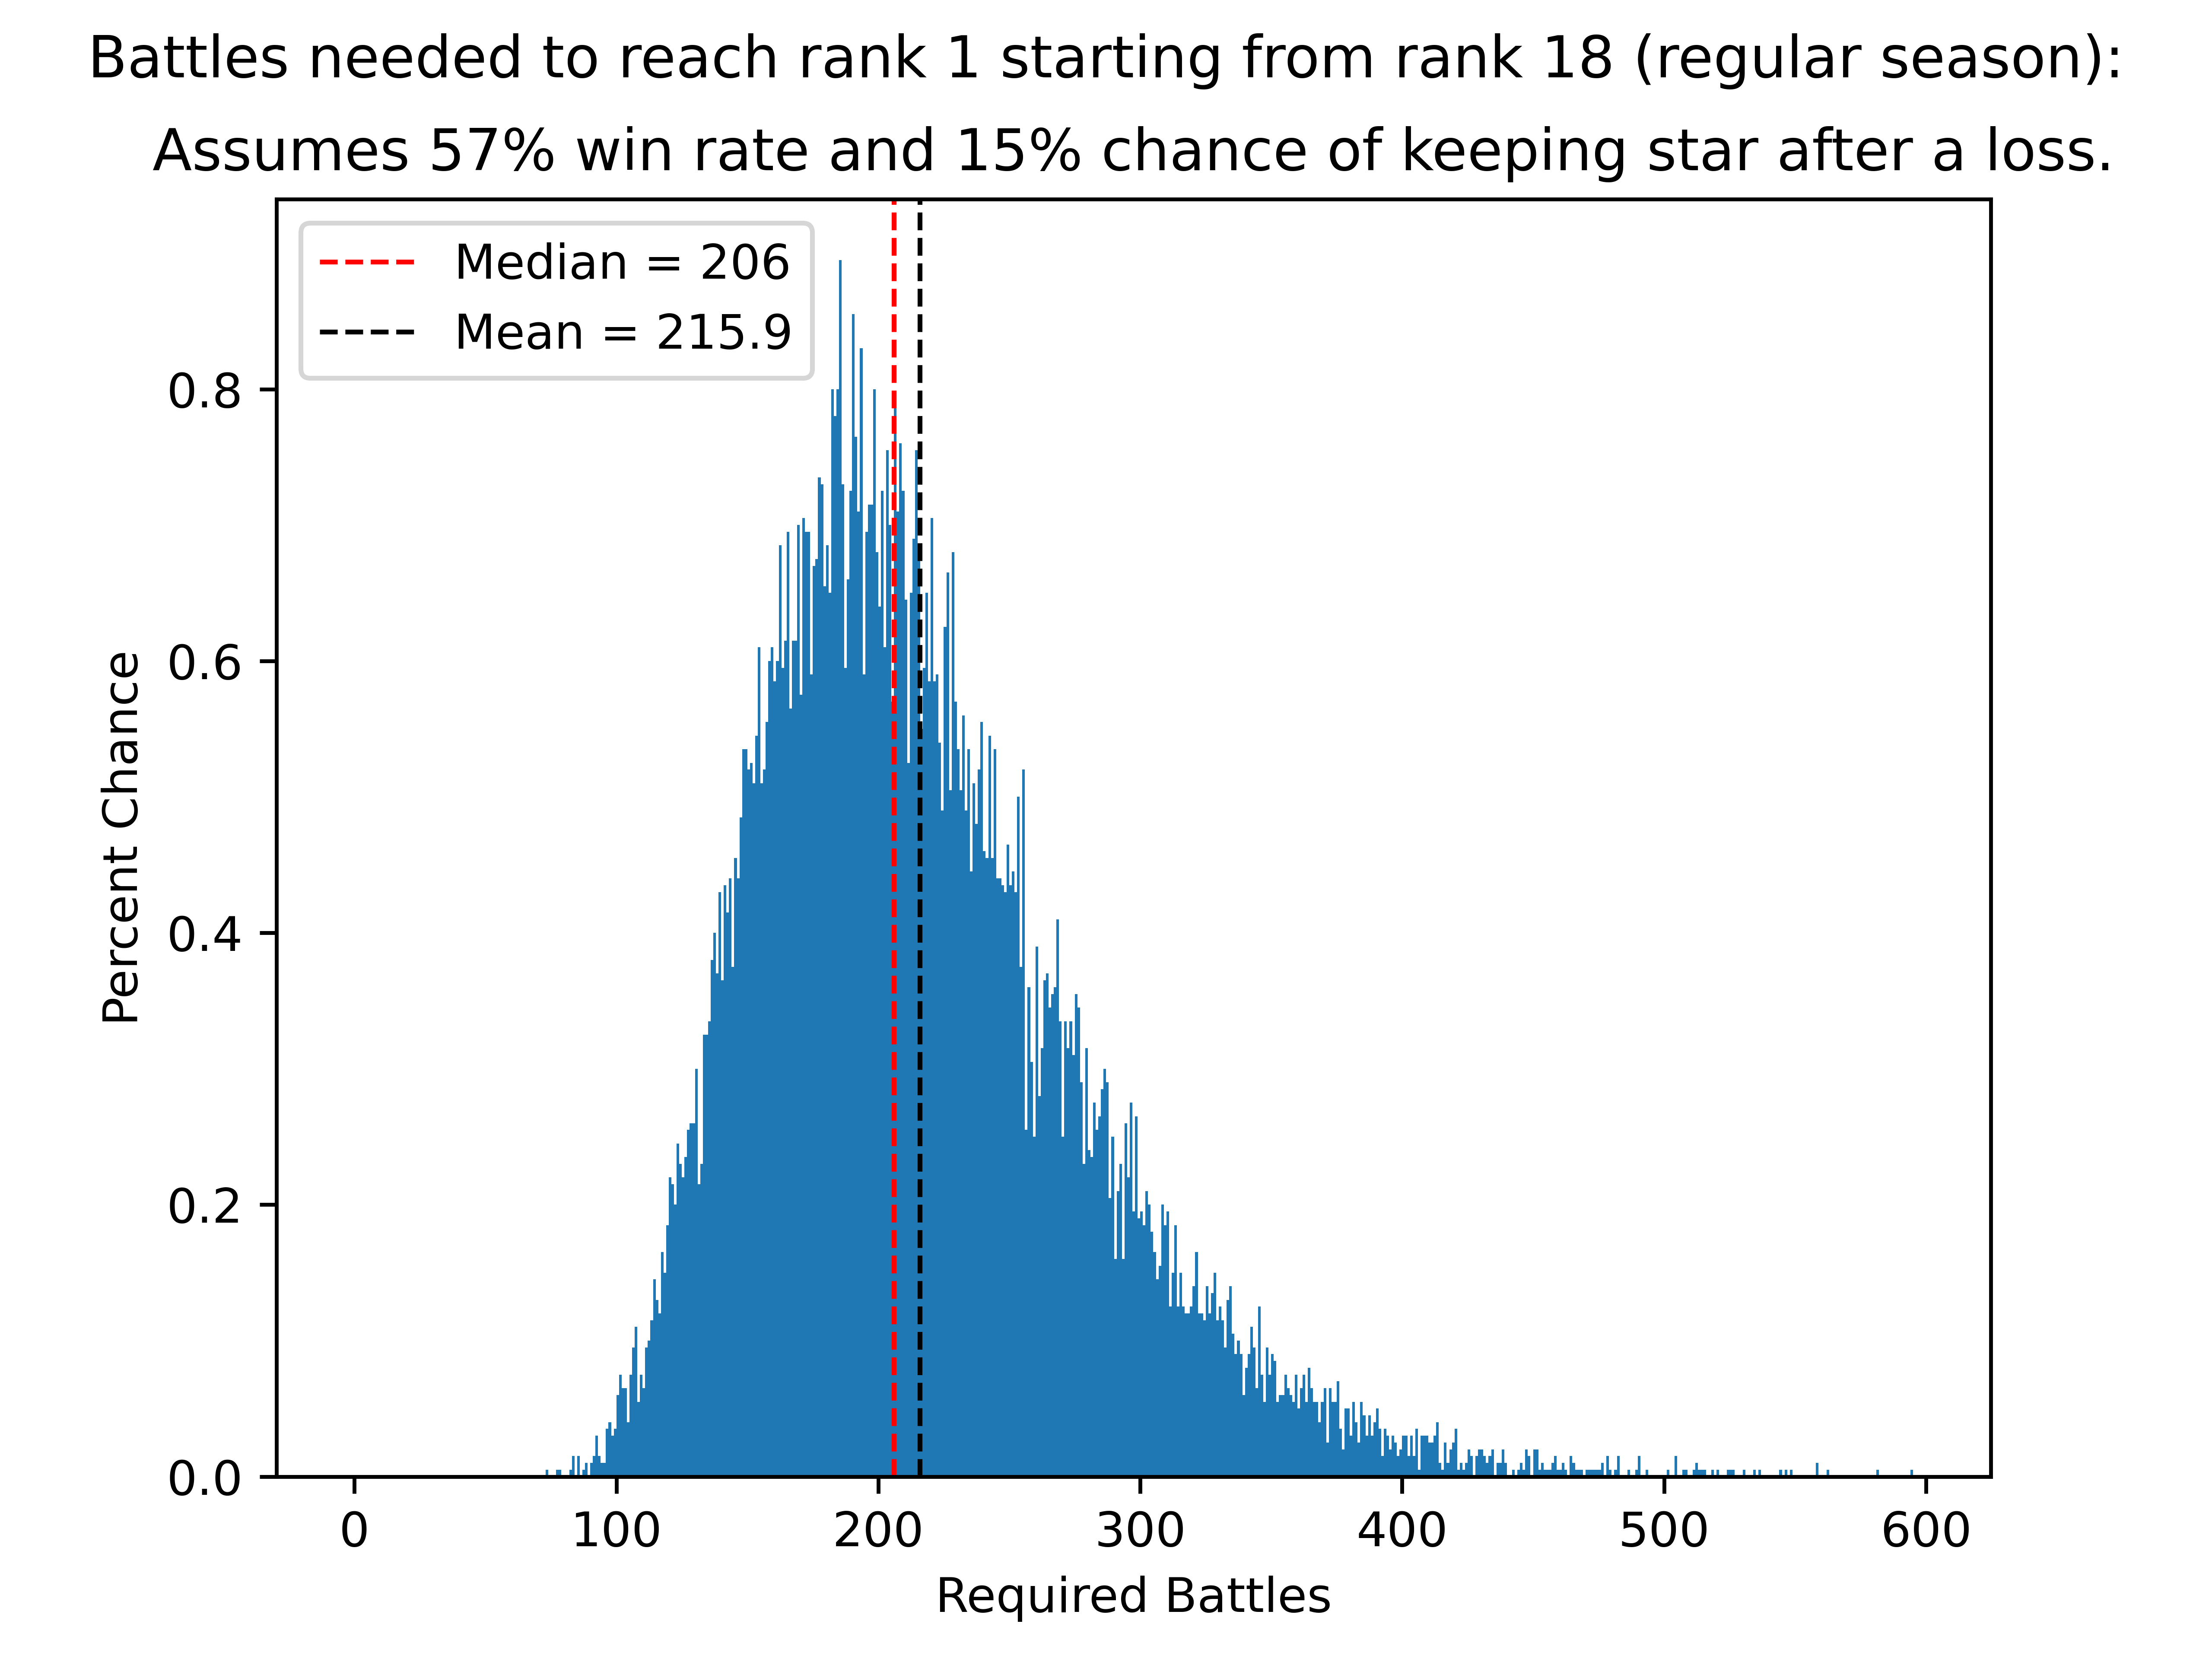 Battles needed to reach rank 1 starting from rank 18 (regular season):
Assumes 57% win rate and 15% chance of keeping star after a loss.
Median = 206
Mean = 215.9
Percent Chance
0.8
0.6
0.4
0.2
0.0
0 100 200 300 400 500 600
Required Battles